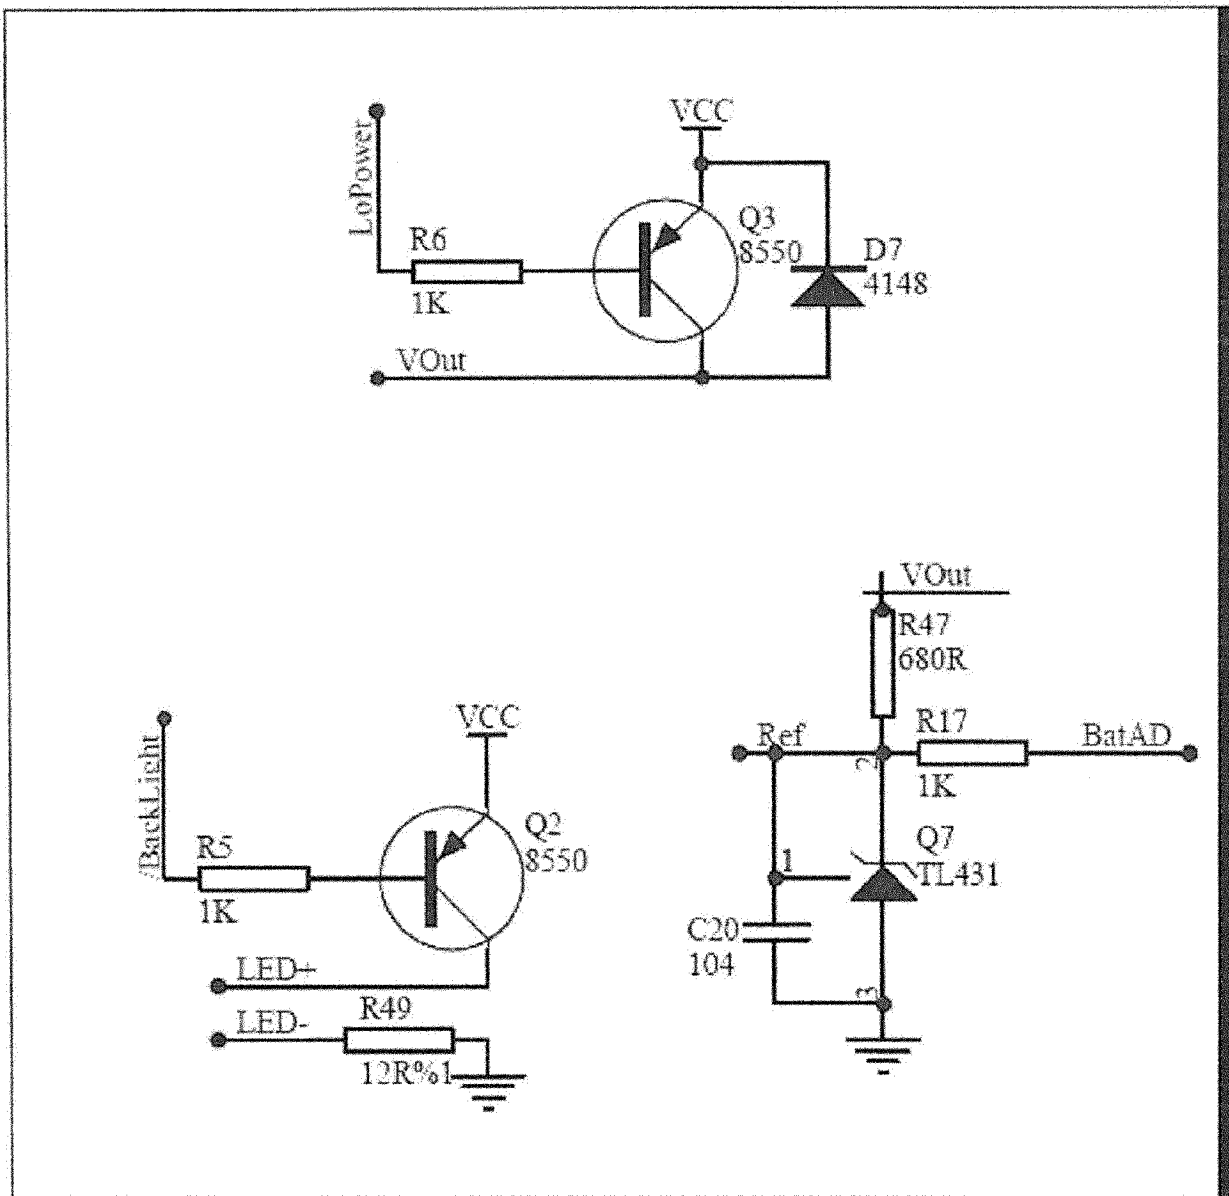 VCC
LoPower
Q3
8550
R6
1K
D7
4148
VOut
VOut
R47
680R
VCC
Ref
R17
1K
BatAD
2
/BackLight
R5
1K
Q2
8550
1
Q7
TL431
C20
104
3
LED+
LED-
R49
12R%1